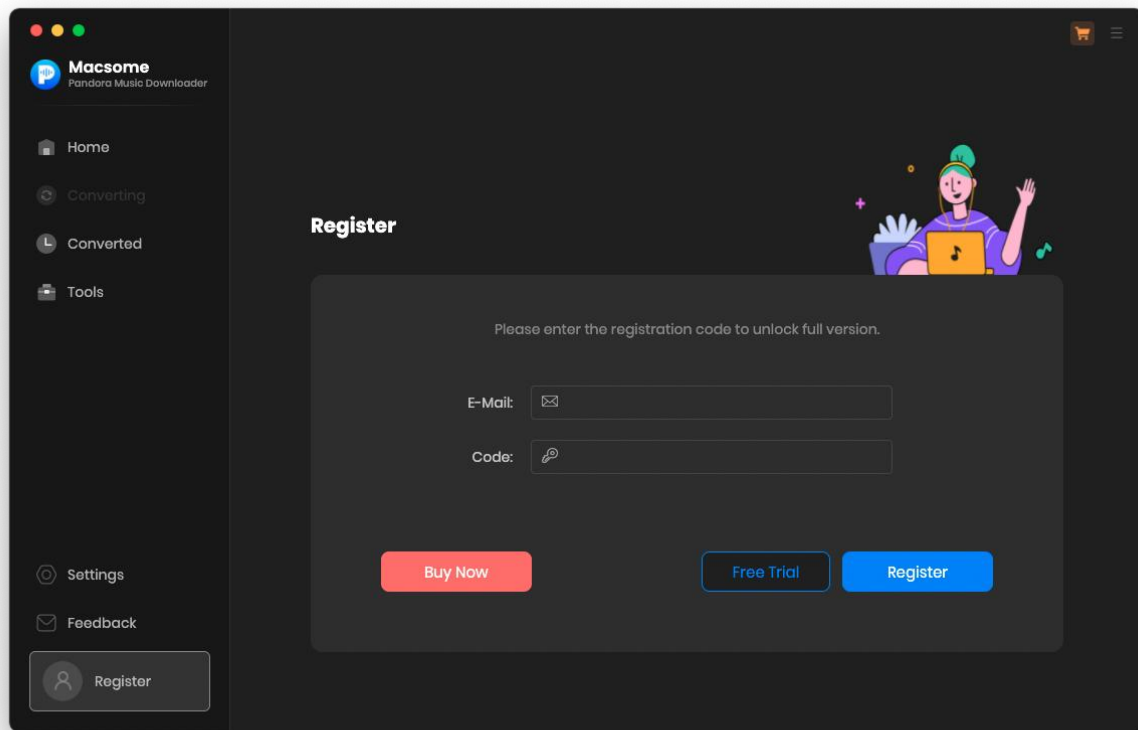 Macsome
Pandora Music Downloader
Home
Converting
Converted
Tools
Settings
Feedback
Register
Register
Please enter the registration code to unlock full version.
E-Mail:
Code:
Buy Now
Free Trial
Register